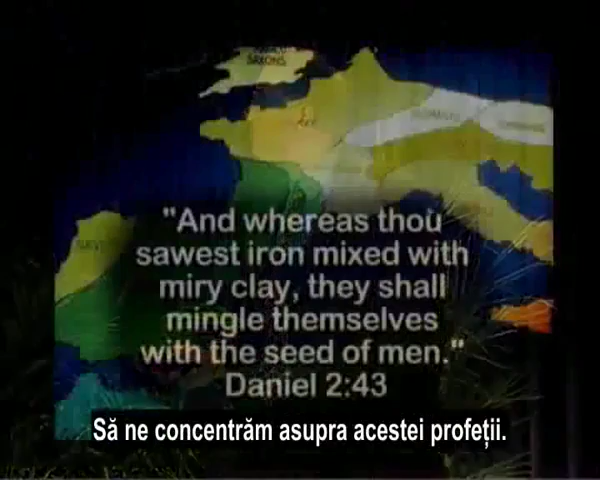 SAXONS
"And whereas thou
sawest iron mixed with
miry clay, they shall
mingle themselves
with the seed of men."
Daniel 2:43
Să ne concentrăm asupra acestei profeții.